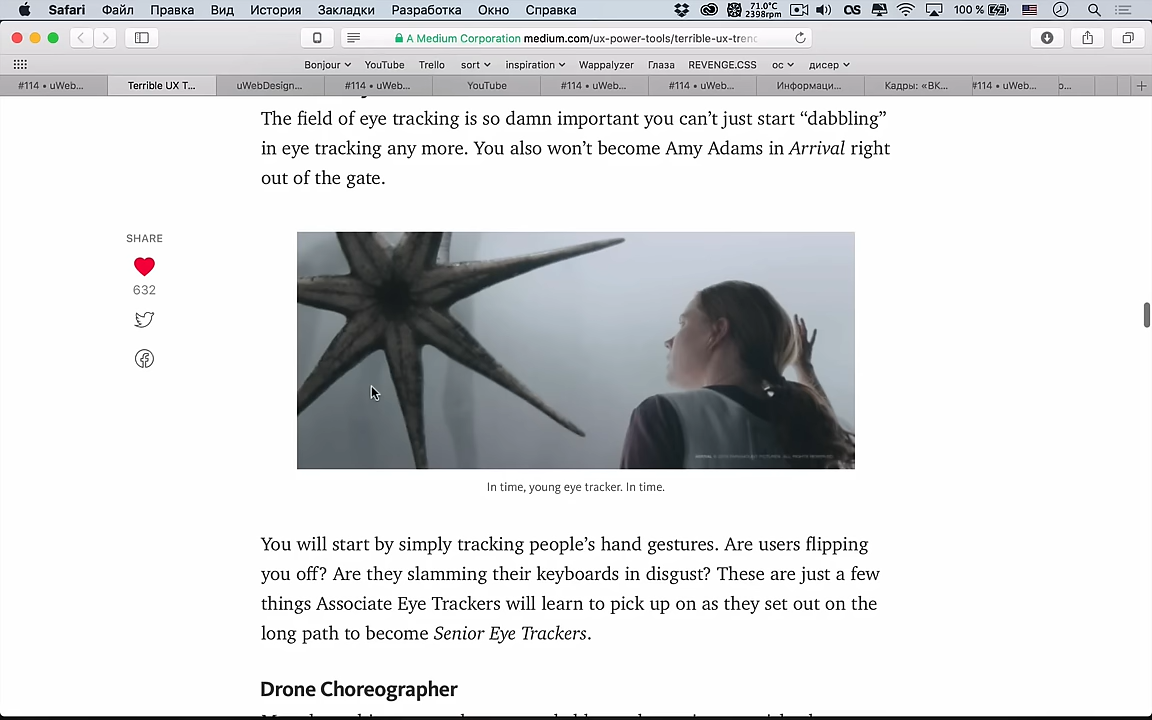 Safari Файл Правка Вид История Закладки Разработка Окно Справка 71.0°C 2398rpm 100 %
A Medium Corporation medium.com/ux-power-tools/terrible-ux-trenc
Bonjour YouTube Trello sort inspiration Wappalyzer Глаза REVENGE.CSS ос дисер
#114 • uWeb... Terrible UX T... uWebDesign... #114 • uWeb... YouTube #114 • uWeb... #114 • uWeb... Информаци... Кадры: «ВК... #114 • uWeb...
The field of eye tracking is so damn important you can’t just start “dabbling”
in eye tracking any more. You also won’t become Amy Adams in Arrival right
out of the gate.
SHARE
632
In time, young eye tracker. In time.
You will start by simply tracking people’s hand gestures. Are users flipping
you off? Are they slamming their keyboards in disgust? These are just a few
things Associate Eye Trackers will learn to pick up on as they set out on the
long path to become Senior Eye Trackers.
Drone Choreographer